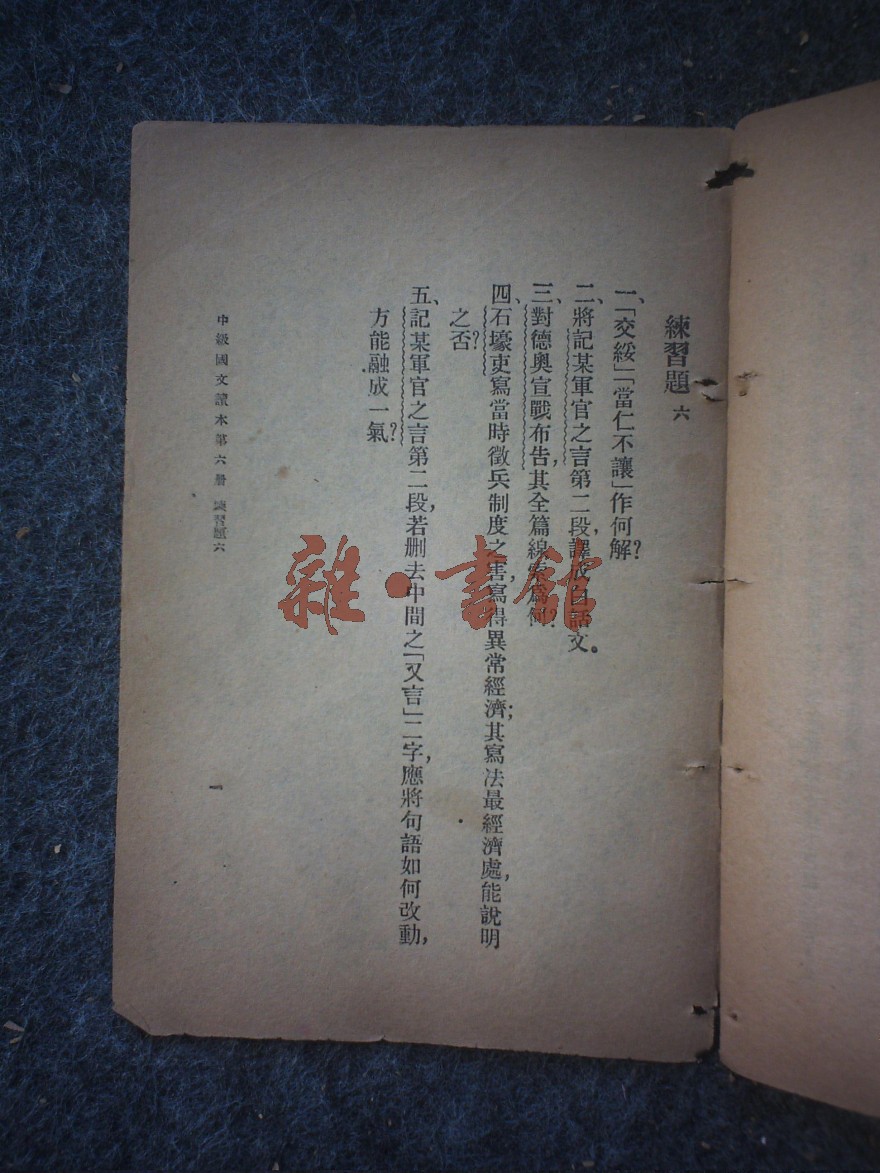 練習題 六
一、「交綏」「當仁不讓」作何解?
二、將記某軍官之言第二段,譯成白話文。
三、對德奧宣戰布告,其全篇線索爲何?
四、石壕吏寫當時徵兵制度之害,寫得異常經濟;其寫法最經濟處,能說明
之否?
五、記某軍官之言第二段,若刪去中間之「又言」二字,應將句語如何改動,
方能融成一氣?
中級國文讀本第六册 練習題六
雜·書館